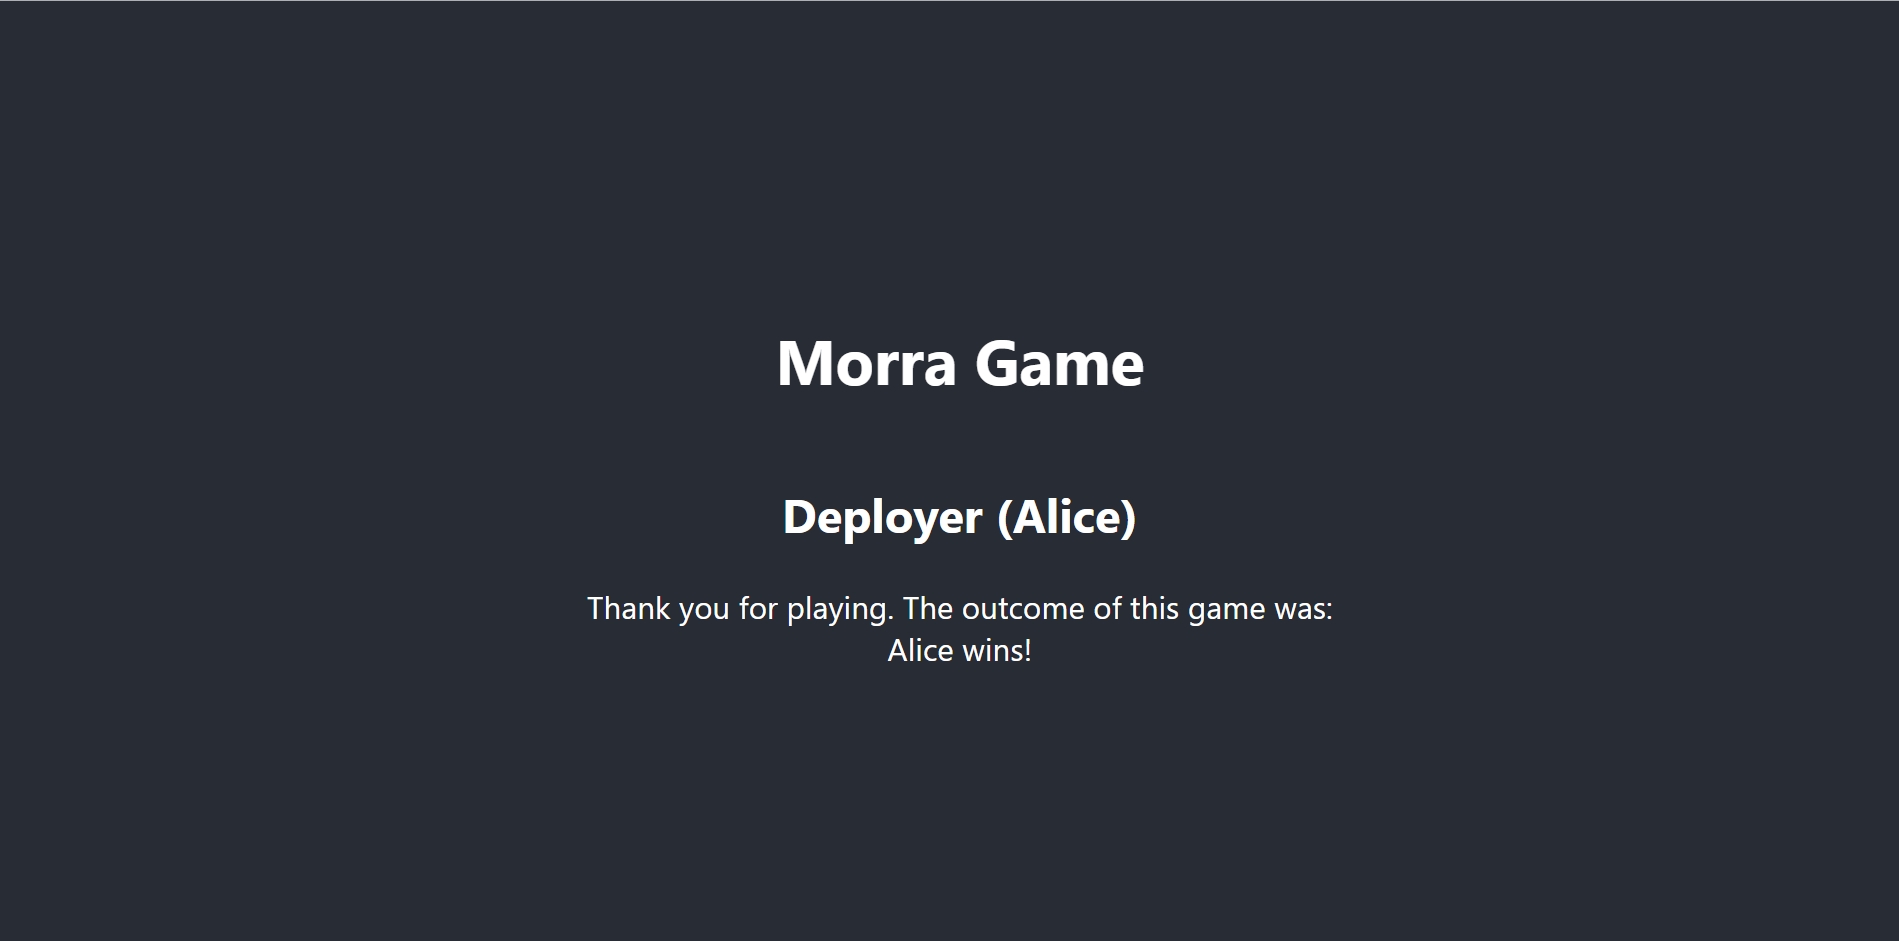 Morra Game
Deployer (Alice)
Thank you for playing. The outcome of this game was:
Alice wins!